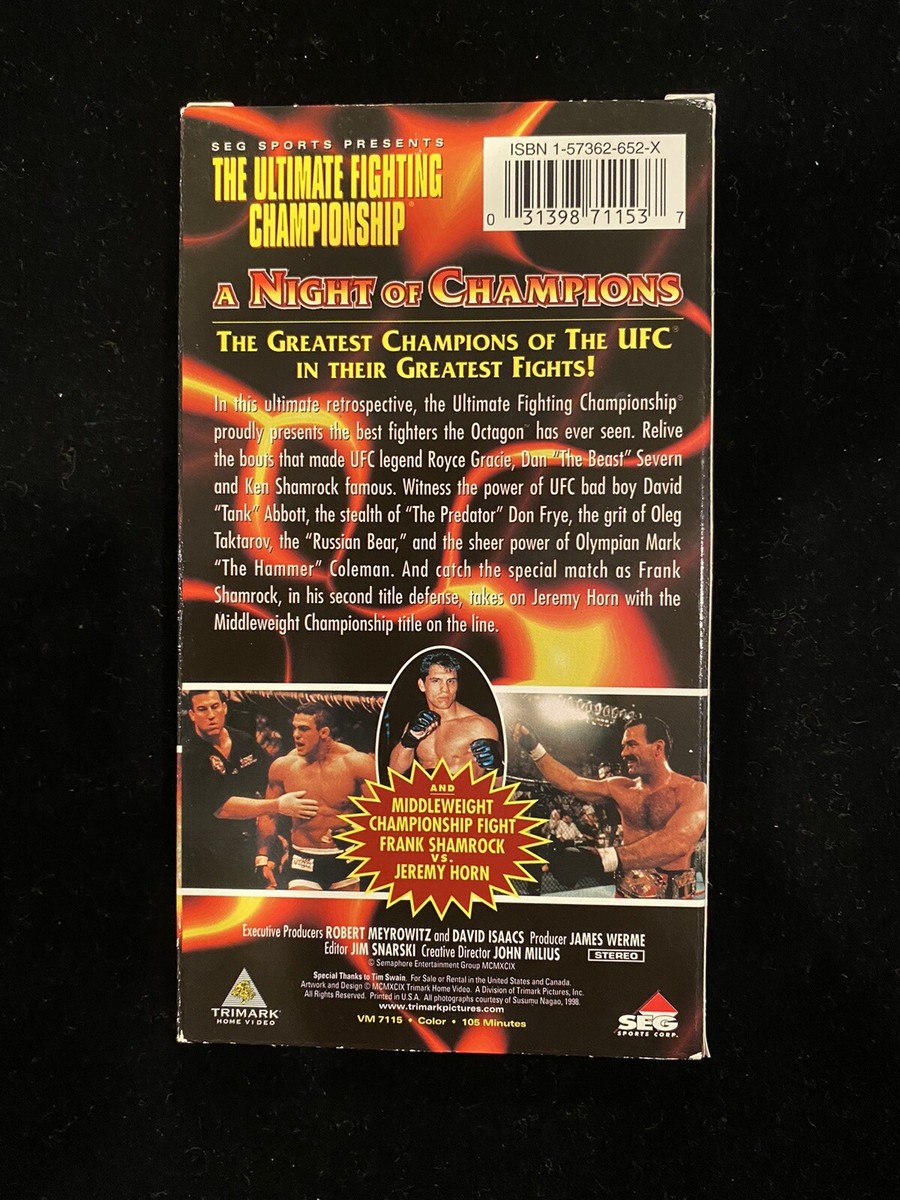 SEG SPORTS PRESENTS
THE ULTIMATE FIGHTING
CHAMPIONSHIP®
ISBN 1-57362-652-X
0 31398 71153 7
A NIGHT OF CHAMPIONS
THE GREATEST CHAMPIONS OF THE UFC®
IN THEIR GREATEST FIGHTS!
In this ultimate retrospective, the Ultimate Fighting Championship®
proudly presents the best fighters the Octagon™ has ever seen. Relive
the bouts that made UFC legend Royce Gracie, Dan "The Beast" Severn
and Ken Shamrock famous. Witness the power of UFC bad boy David
"Tank" Abbott, the stealth of "The Predator" Don Frye, the grit of Oleg
Taktarov, the "Russian Bear," and the sheer power of Olympian Mark
"The Hammer" Coleman. And catch the special match as Frank
Shamrock, in his second title defense, takes on Jeremy Horn with the
Middleweight Championship title on the line.
AND
MIDDLEWEIGHT
CHAMPIONSHIP FIGHT
FRANK SHAMROCK
VS.
JEREMY HORN
Executive Producers ROBERT MEYROWITZ and DAVID ISAACS Producer JAMES WERME
Editor JIM SNARSKI Creative Director JOHN MILIUS
STEREO
© Semaphore Entertainment Group MCMXCIX
Special Thanks to Tim Swain. For Sale or Rental in the United States and Canada.
Artwork and Design © MCMXCIX Trimark Home Video. A Division of Trimark Pictures, Inc.
All Rights Reserved. Printed in U.S.A. All photographs courtesy of Susumu Nagao, 1998.
www.trimarkpictures.com
VM 7115 • Color • 105 Minutes
TRIMARK
HOME VIDEO
SEG
SPORTS CORP.